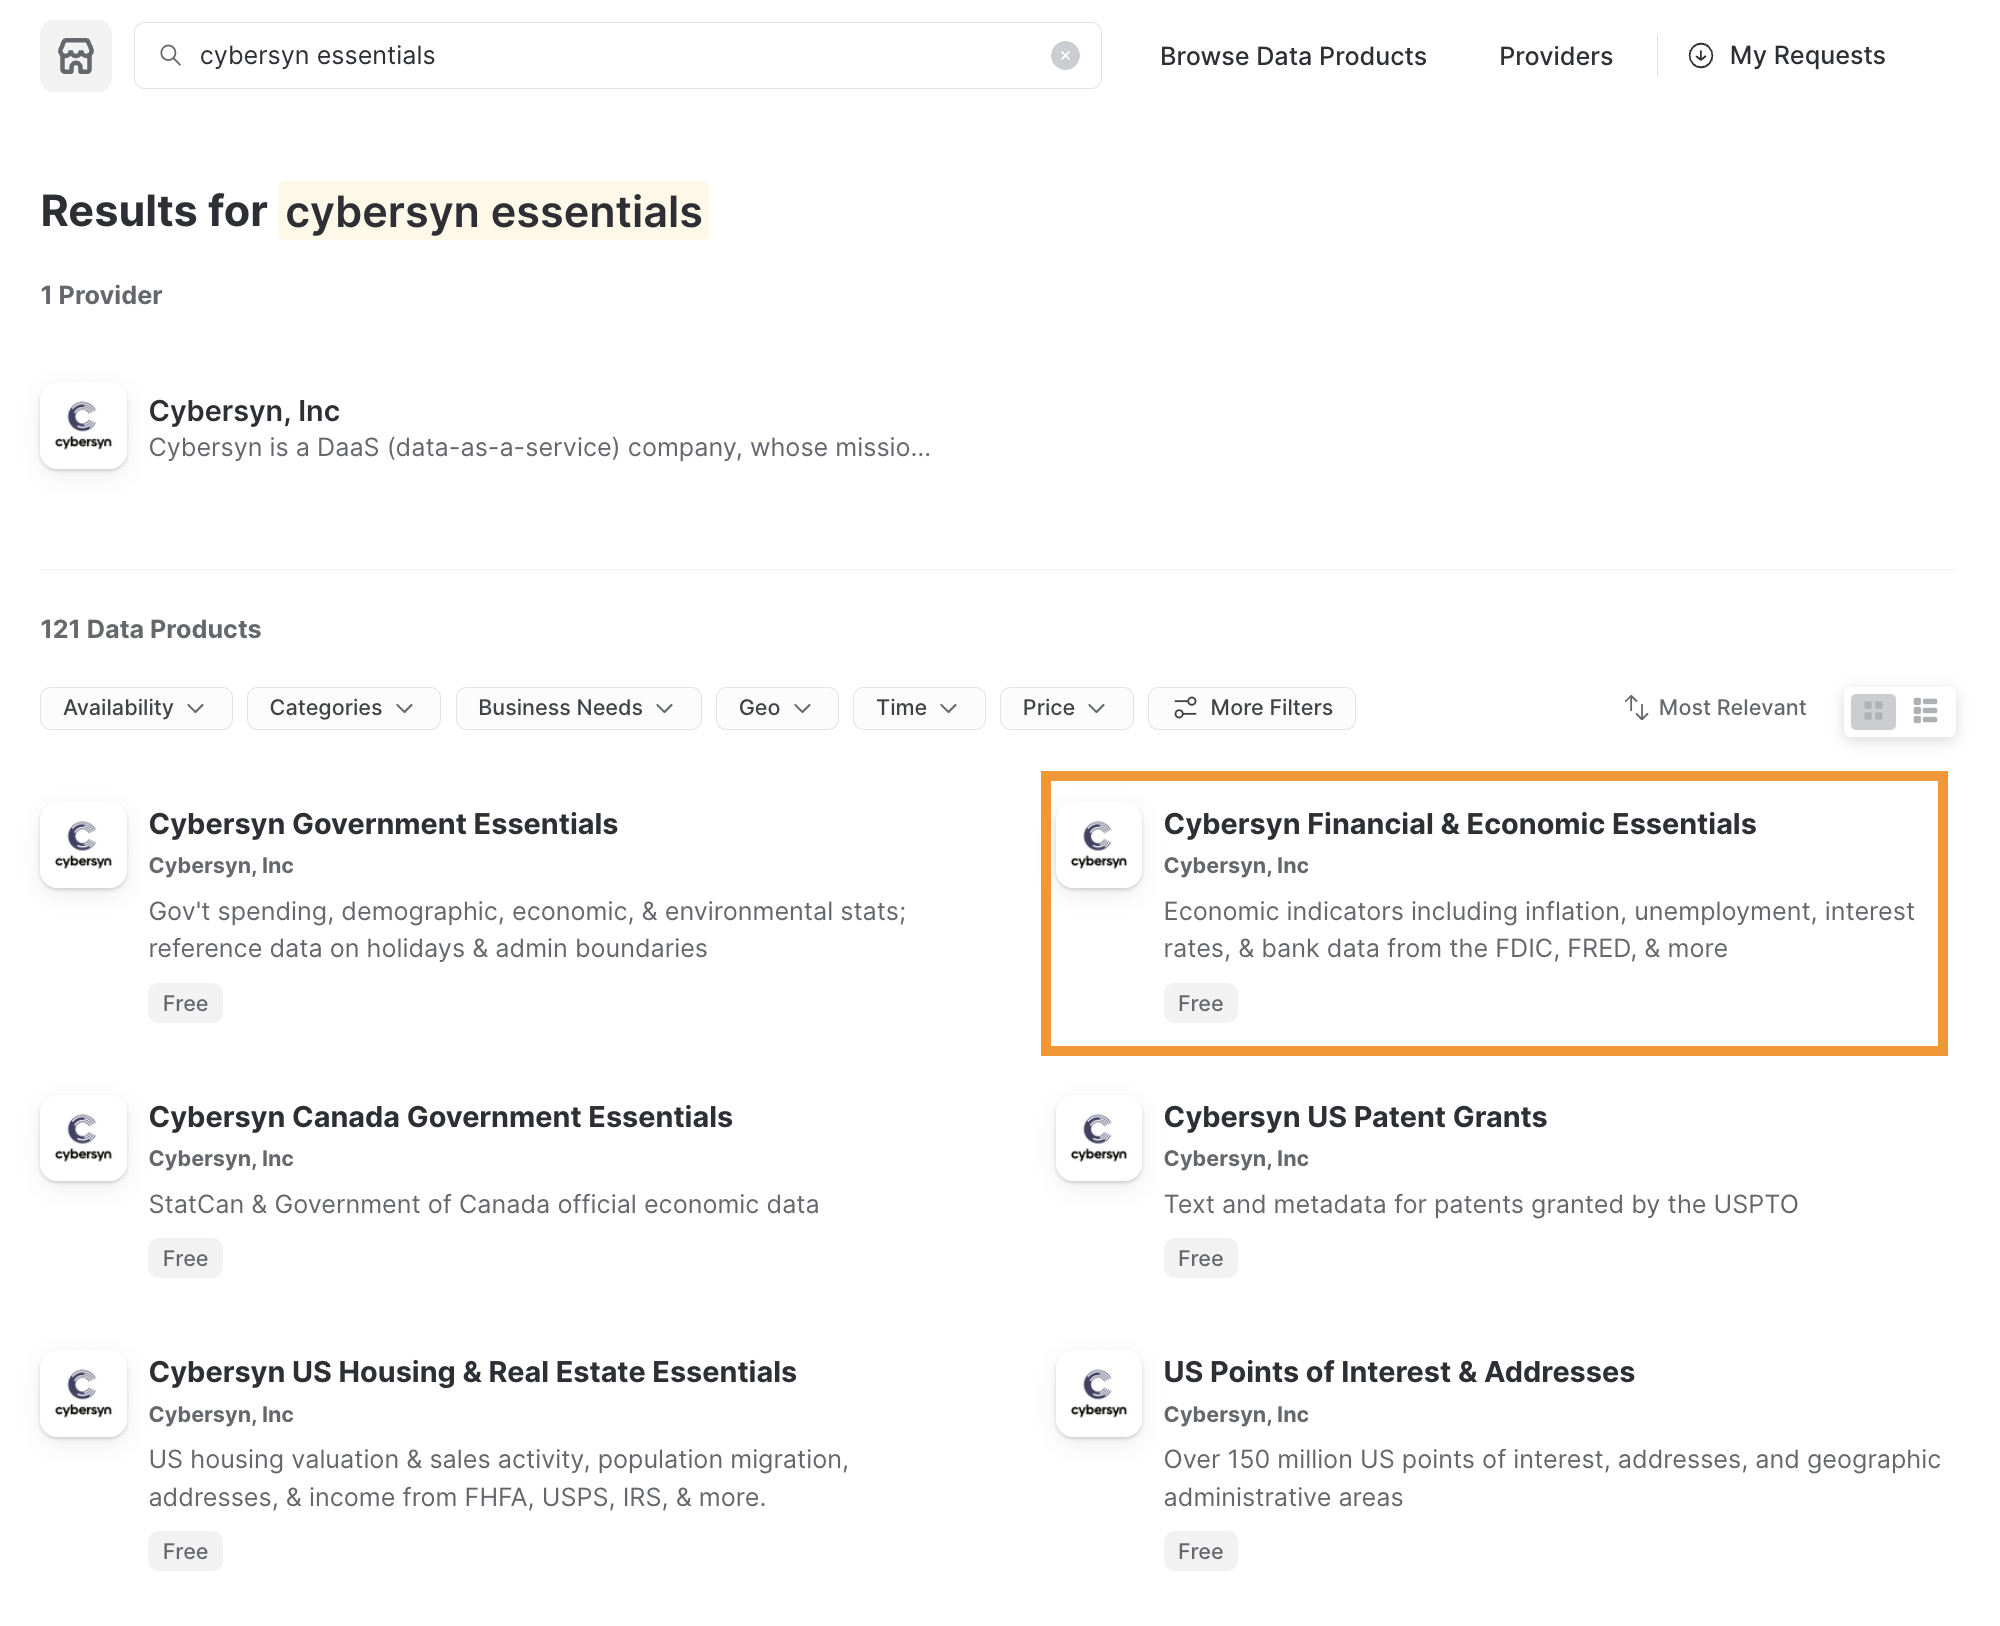 cybersyn essentials
Browse Data Products
Providers
My Requests
Results for cybersyn essentials
1 Provider
cybersyn
Cybersyn, Inc
Cybersyn is a DaaS (data-as-a-service) company, whose missio...
121 Data Products
Availability
Categories
Business Needs
Geo
Time
Price
More Filters
Most Relevant
cybersyn
Cybersyn Government Essentials
Cybersyn, Inc
Gov't spending, demographic, economic, & environmental stats;
reference data on holidays & admin boundaries
Free
cybersyn
Cybersyn Financial & Economic Essentials
Cybersyn, Inc
Economic indicators including inflation, unemployment, interest
rates, & bank data from the FDIC, FRED, & more
Free
cybersyn
Cybersyn Canada Government Essentials
Cybersyn, Inc
StatCan & Government of Canada official economic data
Free
cybersyn
Cybersyn US Patent Grants
Cybersyn, Inc
Text and metadata for patents granted by the USPTO
Free
cybersyn
Cybersyn US Housing & Real Estate Essentials
Cybersyn, Inc
US housing valuation & sales activity, population migration,
addresses, & income from FHFA, USPS, IRS, & more.
Free
cybersyn
US Points of Interest & Addresses
Cybersyn, Inc
Over 150 million US points of interest, addresses, and geographic
administrative areas
Free